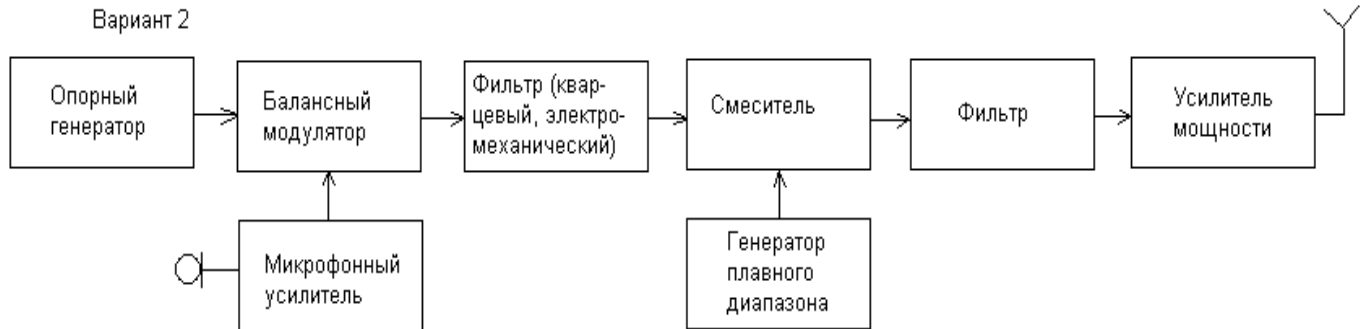 Вариант 2
Опорный
генератор
Балансный
модулятор
Фильтр (квар-
цевый, электро-
механический)
Смеситель
Фильтр
Усилитель
мощности
Микрофонный
усилитель
Генератор
плавного
диапазона